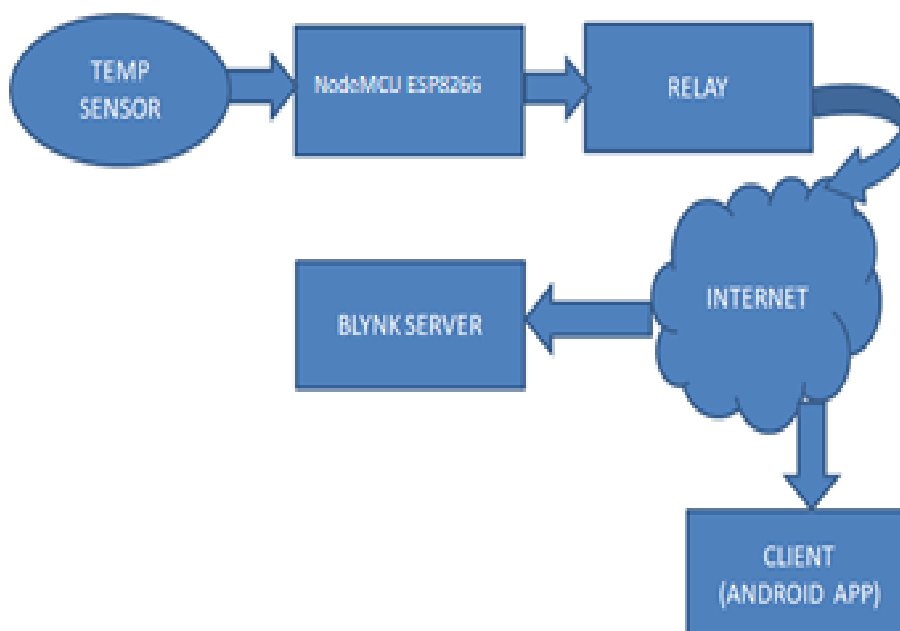 TEMP
SENSOR
NodeMCU ESP8266
RELAY
INTERNET
BLYNK SERVER
CLIENT
(ANDROID APP)